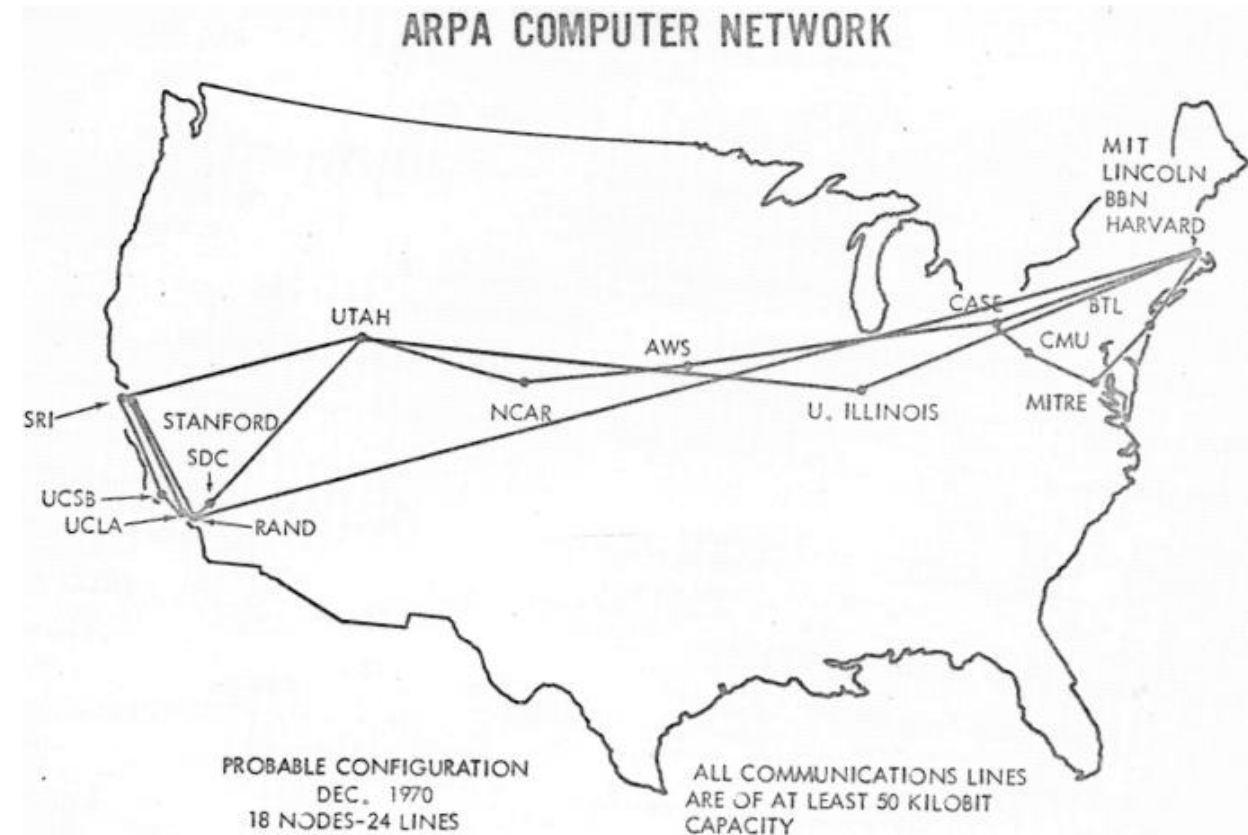 ARPA COMPUTER NETWORK
MIT
LINCOLN
BBN
HARVARD
CASE
BTL
UTAH
CMU
AWS
NCAR
U. ILLINOIS
MITRE
SRI
STANFORD
SDC
UCSB
UCLA
RAND
PROBABLE CONFIGURATION
DEC. 1970
18 NODES-24 LINES
ALL COMMUNICATIONS LINES
ARE OF AT LEAST 50 KILOBIT
CAPACITY